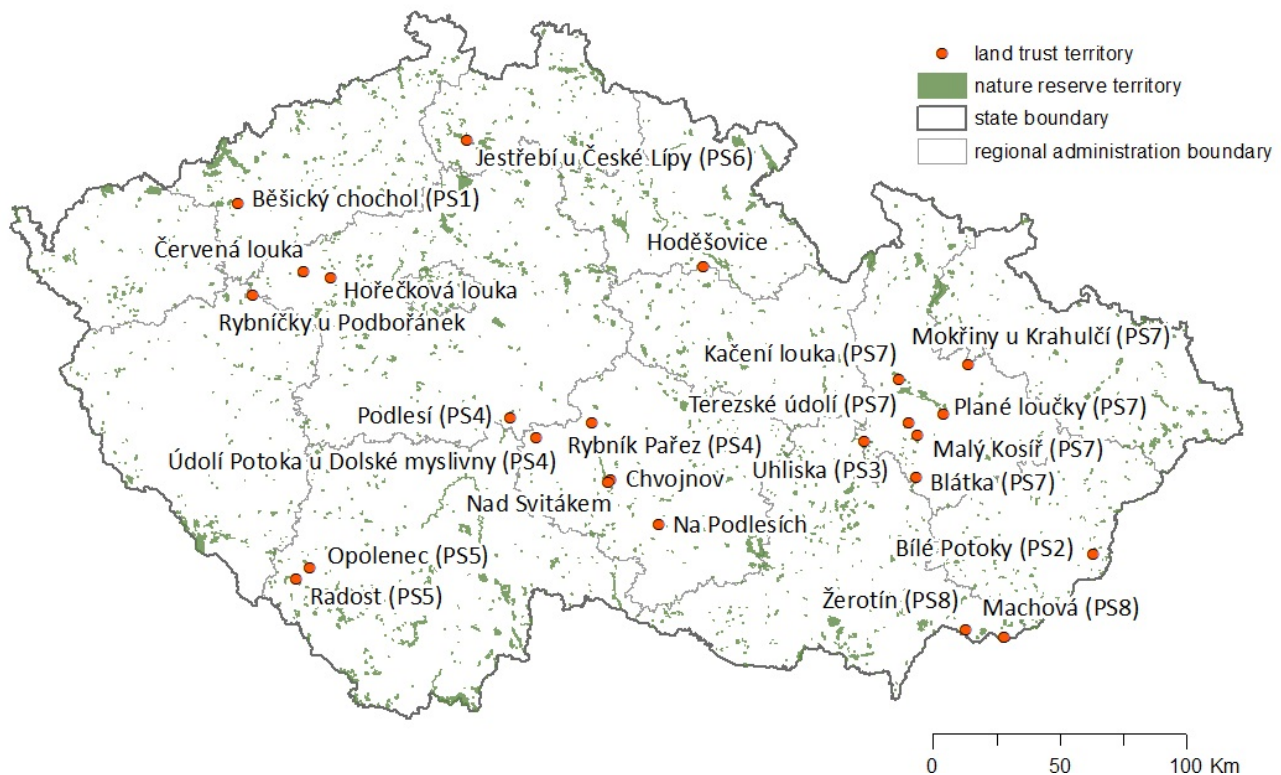 land trust territory
nature reserve territory
state boundary
regional administration boundary
Jestřebí u České Lípy (PS6)
Běšický chochol (PS1)
Červená louka
Hořečková louka
Rybníčky u Podbořánek
Hoděšovice
Mokřiny u Krahulčí (PS7)
Kačení louka (PS7)
Terezské údolí (PS7)
Plané loučky (PS7)
Podlesí (PS4)
Rybník Pařez (PS4)
Malý Kosíř (PS7)
Údolí Potoka u Dolské myslivny (PS4)
Uhliska (PS3)
Chvojnov
Blátka (PS7)
Nad Svitákem
Na Podlesích
Bílé Potoky (PS2)
Opolenec (PS5)
Radost (PS5)
Žerotín (PS8)
Machová (PS8)
0 50 100 Km